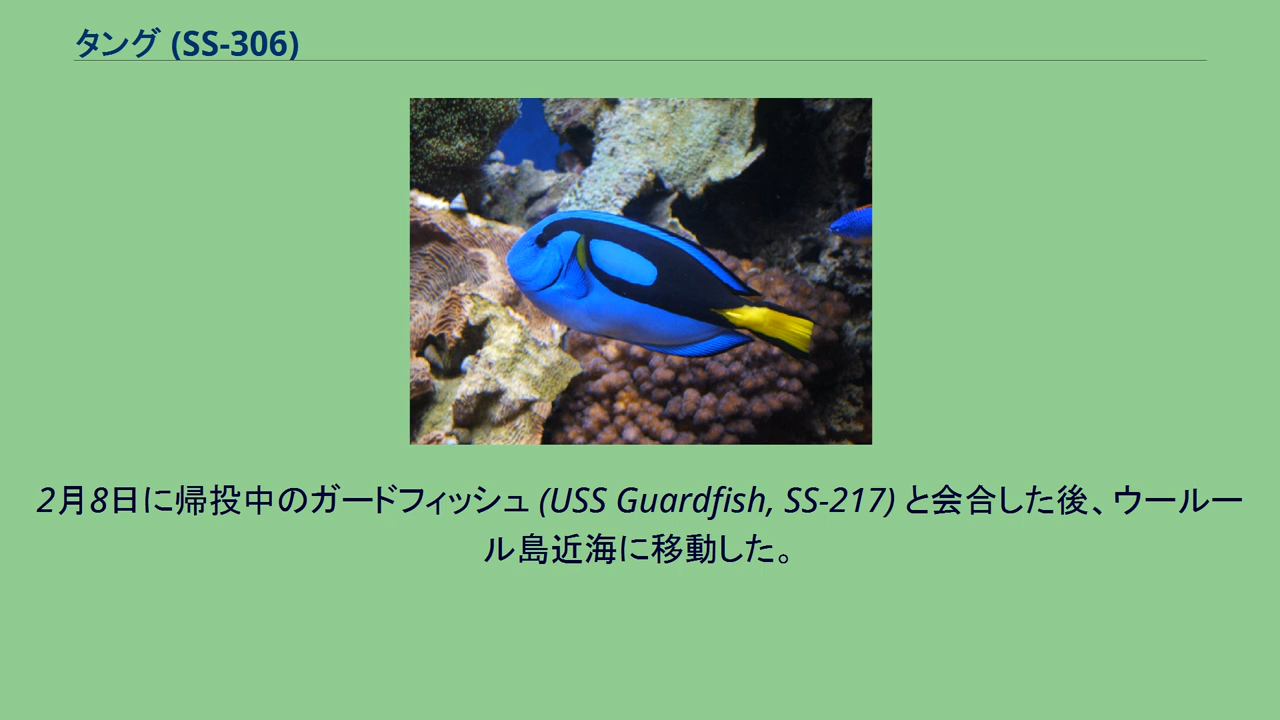 タング (SS-306)
2月8日に帰投中のガードフィッシュ (USS Guardfish, SS-217) と会合した後、ウールー
ル島近海に移動した。